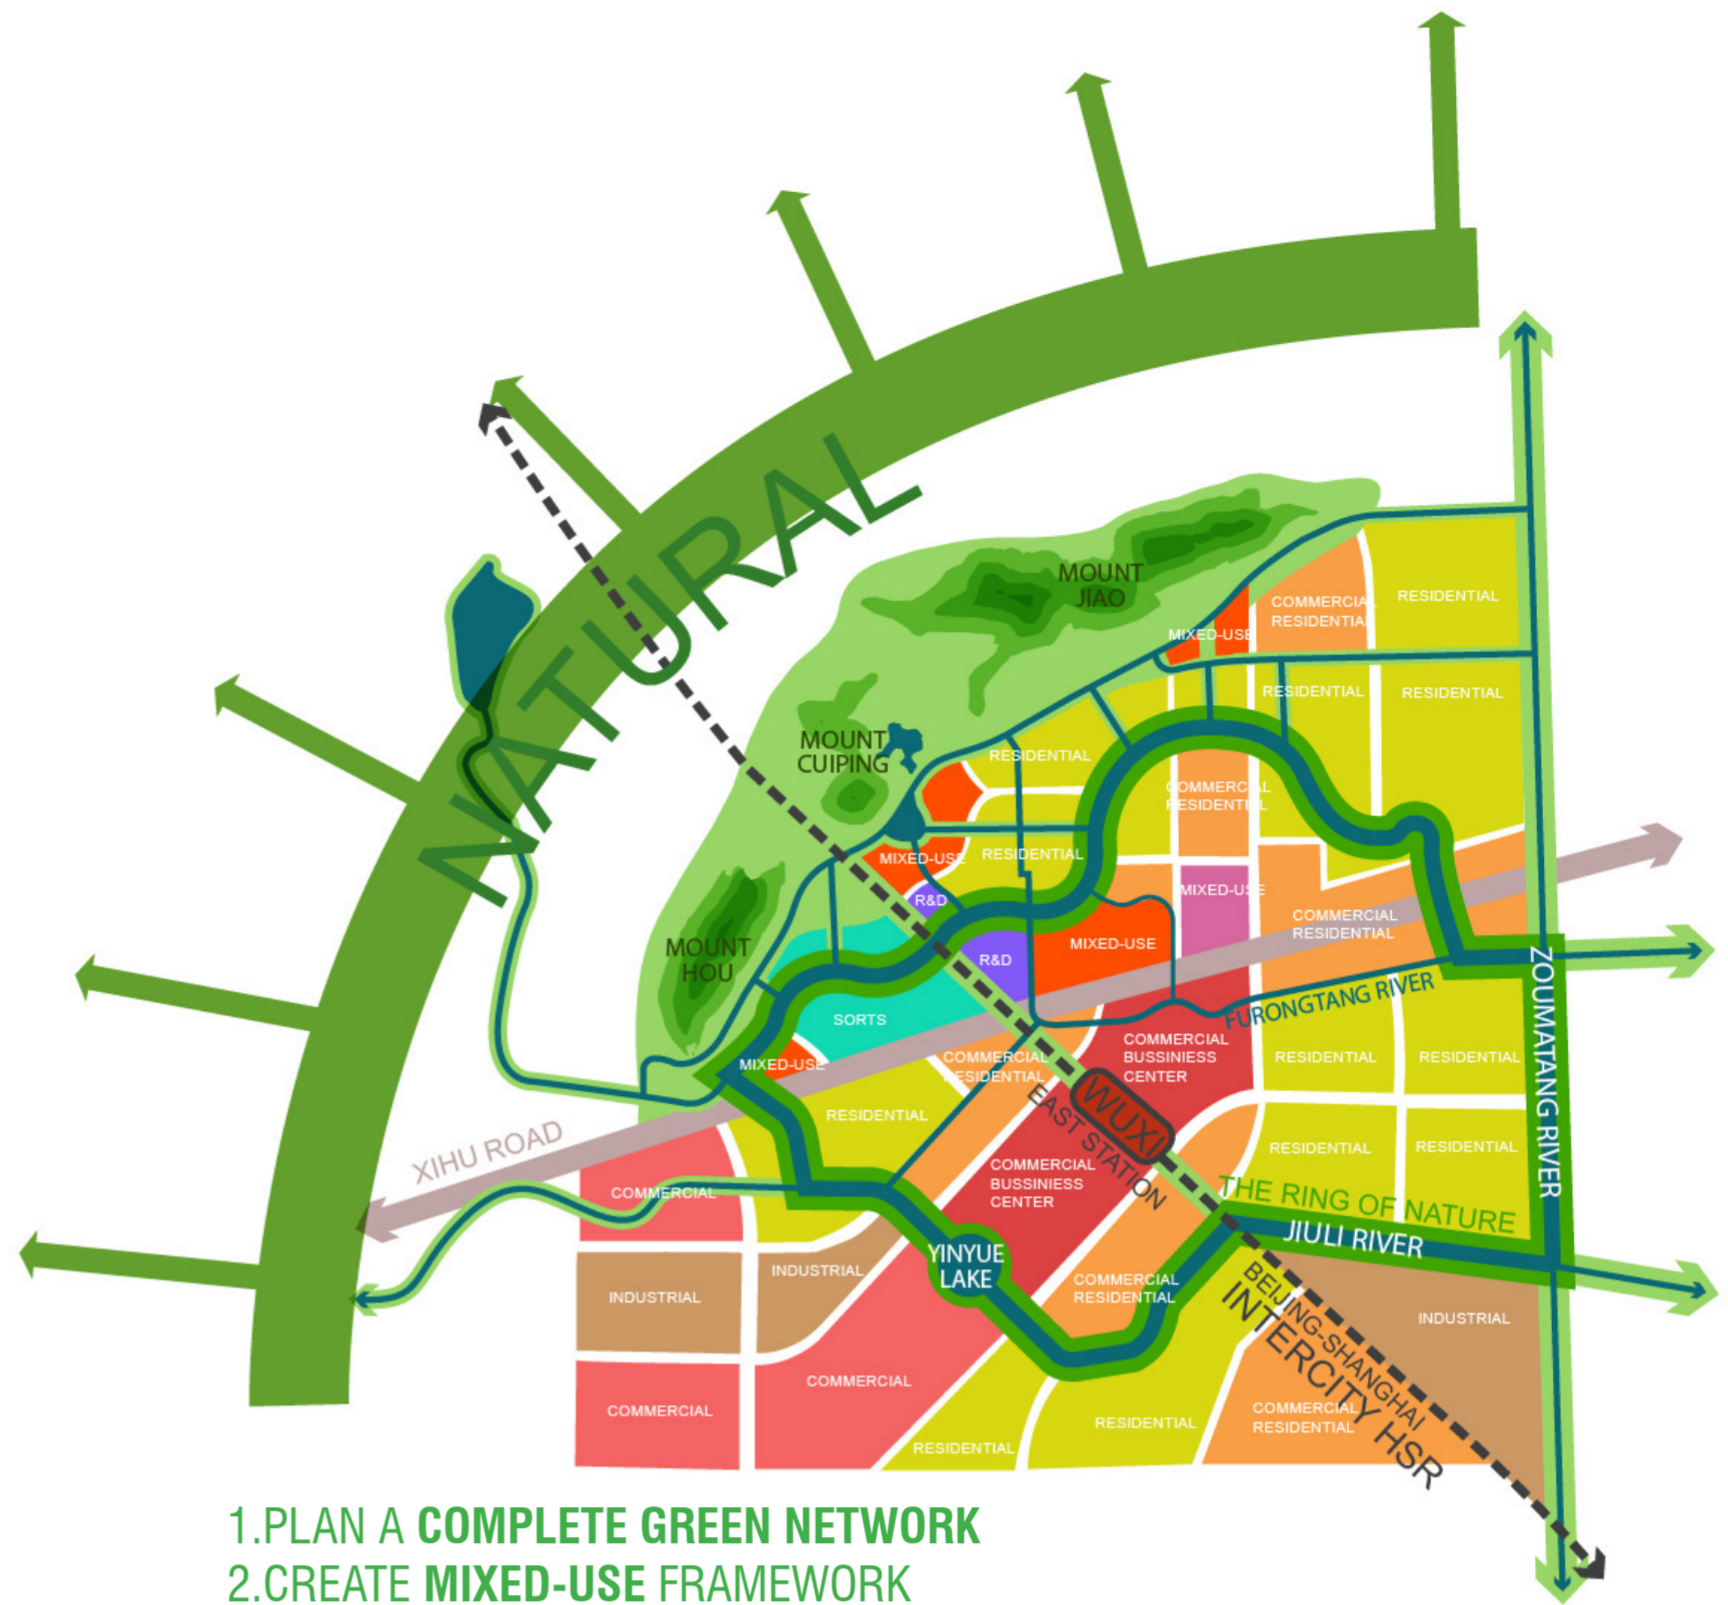 NATURAL
MOUNT
JIAO
COMMERCIAL
RESIDENTIAL
RESIDENTIAL
MIXED-USE
RESIDENTIAL
RESIDENTIAL
MOUNT
CUIPING
RESIDENTIAL
COMMERCIAL
RESIDENTIAL
MIXED-USE
RESIDENTIAL
R&D
MIXED-USE
COMMERCIAL
RESIDENTIAL
MOUNT
HOU
R&D
MIXED-USE
SORTS
FURONGTANG RIVER
ZOUMATANG RIVER
MIXED-USE
COMMERCIAL
RESIDENTIAL
COMMERCIAL
BUSSINIESS
CENTER
RESIDENTIAL
RESIDENTIAL
XIHU ROAD
RESIDENTIAL
WUXI
EAST STATION
RESIDENTIAL
RESIDENTIAL
COMMERCIAL
COMMERCIAL
BUSSINIESS
CENTER
THE RING OF NATURE
JIULI RIVER
YINYUE
LAKE
INDUSTRIAL
INDUSTRIAL
COMMERCIAL
RESIDENTIAL
BEIJING-SHANGHAI
INTERCITY HSR
INDUSTRIAL
COMMERCIAL
COMMERCIAL
RESIDENTIAL
RESIDENTIAL
COMMERCIAL
RESIDENTIAL
1.PLAN A COMPLETE GREEN NETWORK
2.CREATE MIXED-USE FRAMEWORK